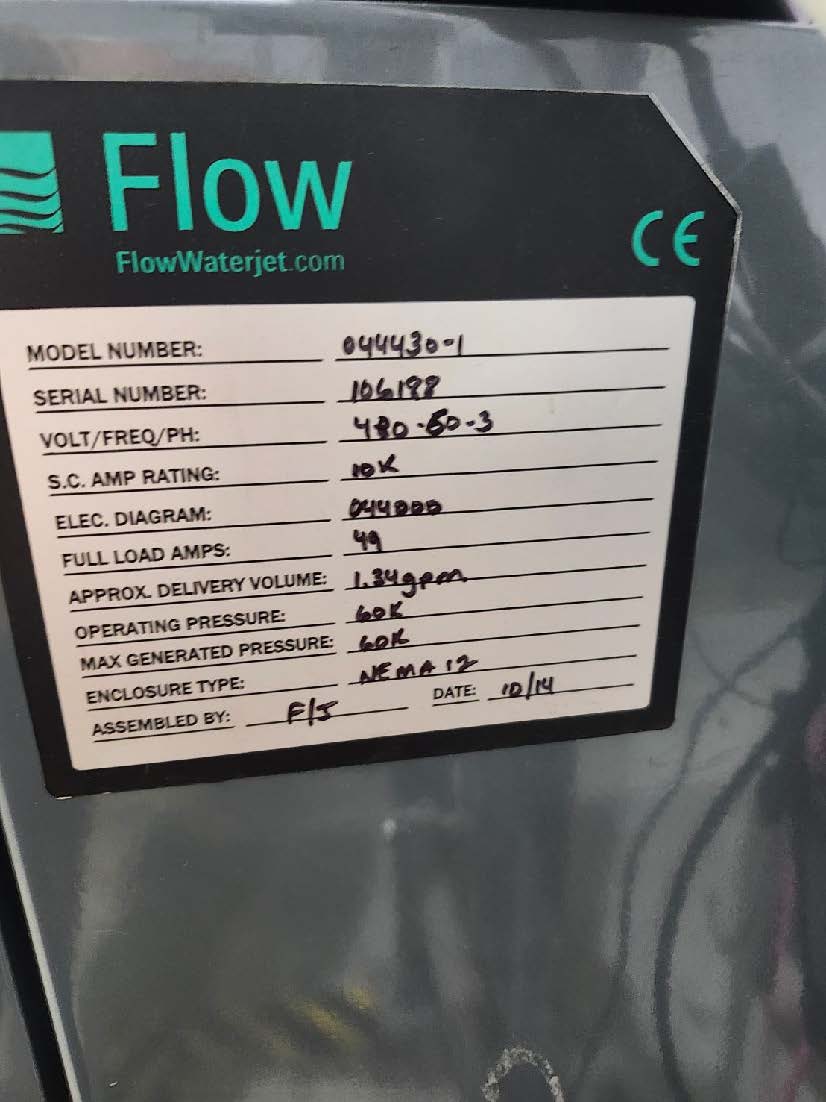 Flow
FlowWaterjet.com
CE
MODEL NUMBER: 044430-1
SERIAL NUMBER: 106188
VOLT/FREQ/PH: 480-60-3
S.C. AMP RATING: 10K
ELEC. DIAGRAM: 044000
FULL LOAD AMPS: 49
APPROX. DELIVERY VOLUME: 1.34gpm
OPERATING PRESSURE: 60K
MAX GENERATED PRESSURE: 60K
ENCLOSURE TYPE: NEMA 12
ASSEMBLED BY: F/J DATE: 10/14